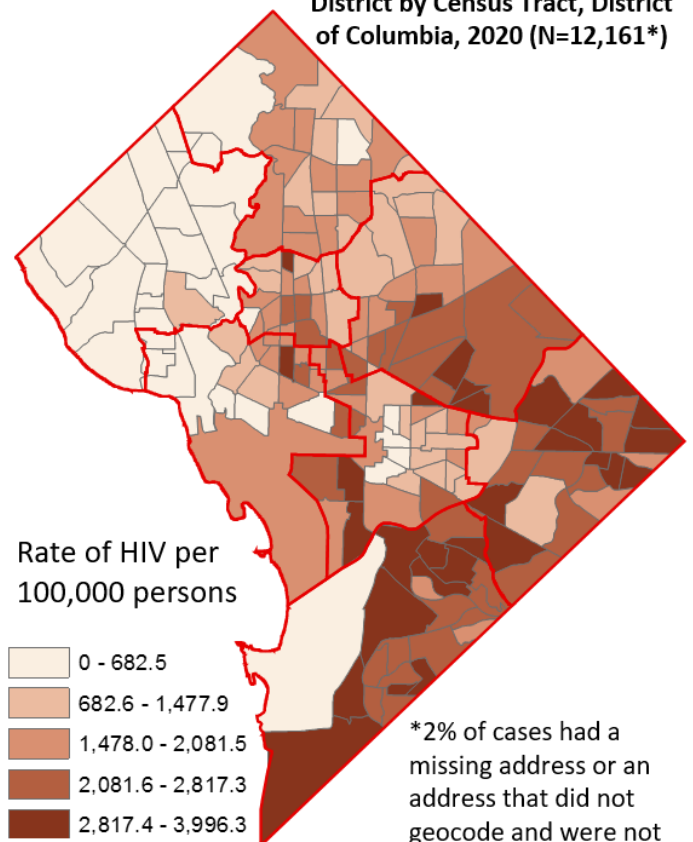 District by Census Tract, District
of Columbia, 2020 (N=12,161*)
Rate of HIV per
100,000 persons
0 - 682.5
682.6 - 1,477.9
1,478.0 - 2,081.5
2,081.6 - 2,817.3
2,817.4 - 3,996.3
*2% of cases had a
missing address or an
address that did not
geocode and were not